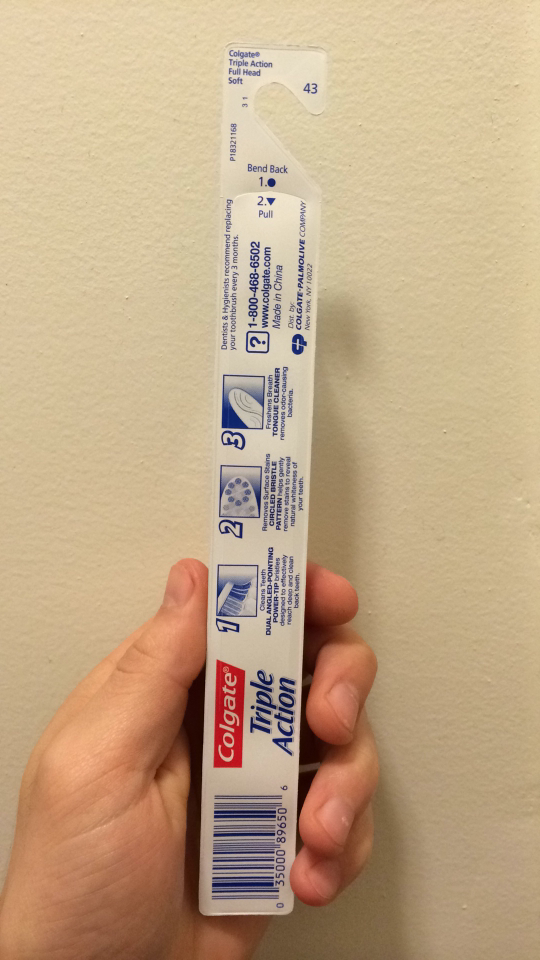 Colgate®
Triple Action
Full Head
Soft
43
3 1
P18321168
Bend Back
1.●
2.▼
Pull
Dentists & Hygienists recommend replacing
your toothbrush every 3 months.
?
1-800-468-6502
www.colgate.com
Made in China
Dist. by:
CP COLGATE-PALMOLIVE COMPANY
New York, NY 10022
3
Freshens Breath
TONGUE CLEANER
removes odor-causing
bacteria.
2
Removes Surface Stains
CIRCLED BRISTLE
PATTERN helps gently
remove stains to reveal
natural whiteness of
your teeth.
1
Cleans Teeth
DUAL ANGLED-POINTING
POWER-TIP bristles
designed to effectively
reach deep and clean
back teeth.
Colgate®
Triple
Action
0 35000 89650 6